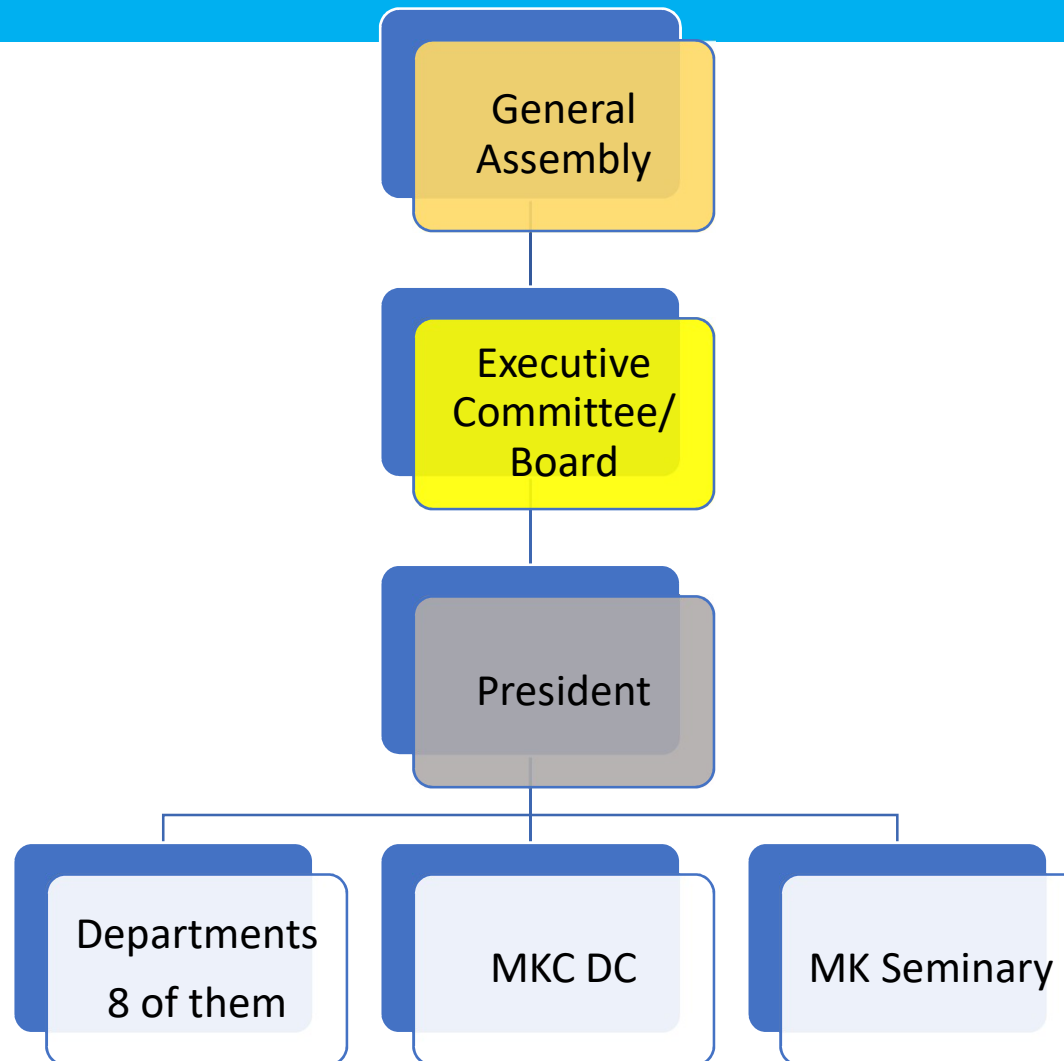 General
Assembly
Executive
Committee/
Board
President
Departments
8 of them
MKC DC
MK Seminary